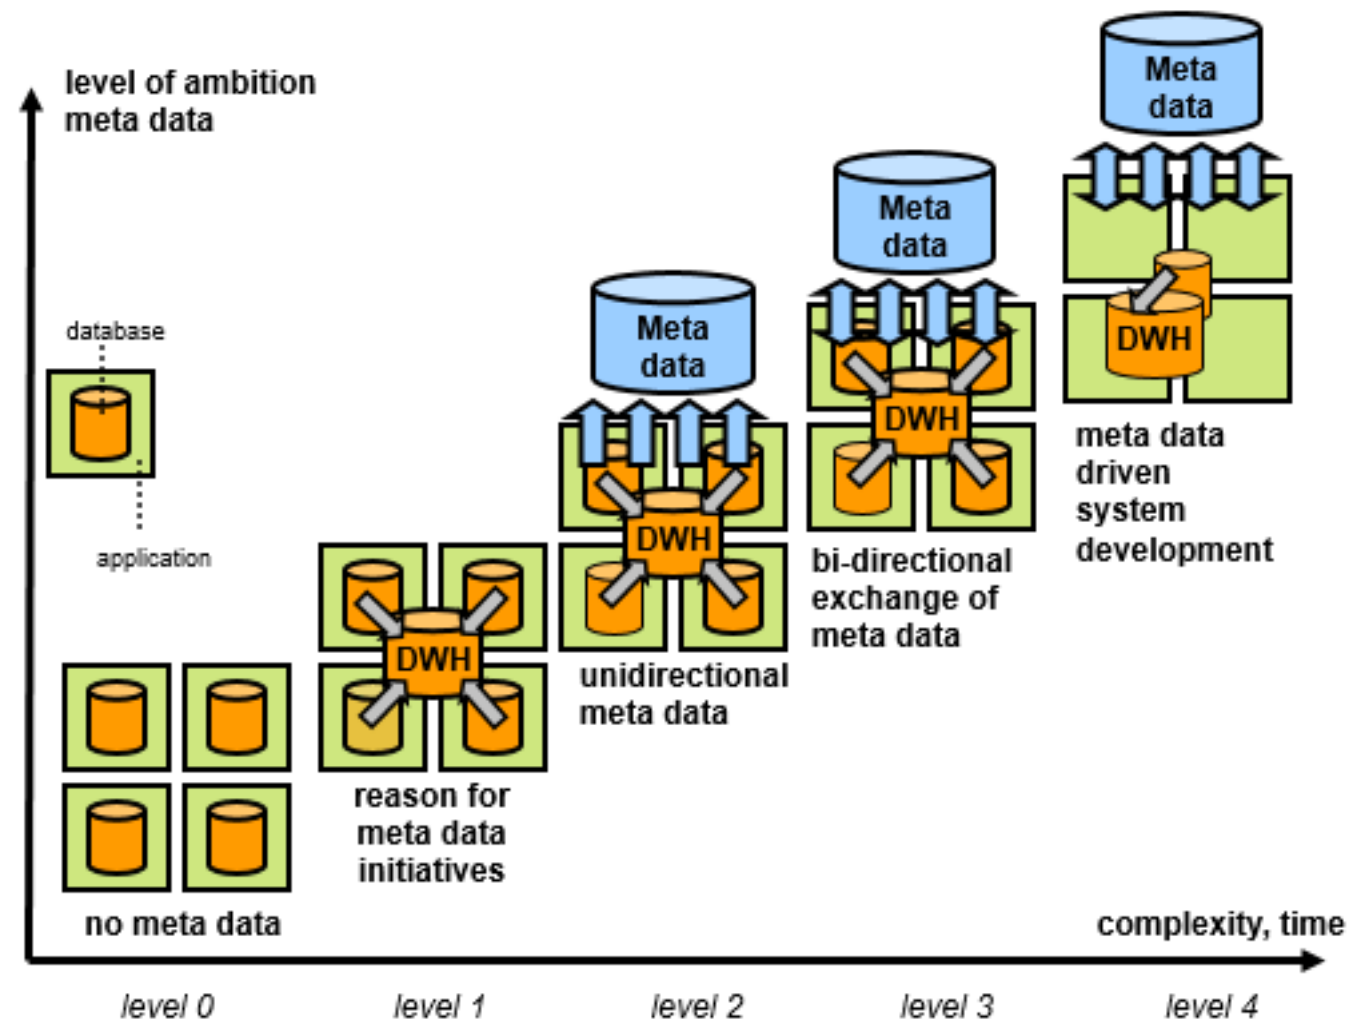 level of ambition
meta data
Meta
data
Meta
data
Meta
data
database
application
DWH
DWH
DWH
DWH
meta data
driven
system
development
bi-directional
exchange of
meta data
unidirectional
meta data
reason for
meta data
initiatives
no meta data
complexity, time
level 0
level 1
level 2
level 3
level 4